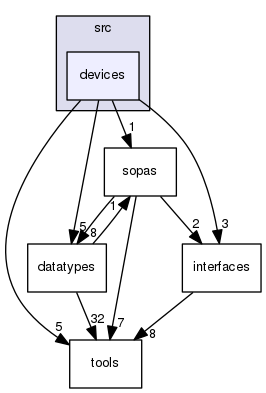 src
devices
1
sopas
5
8
1
2
3
datatypes
interfaces
32
7
5
8
tools